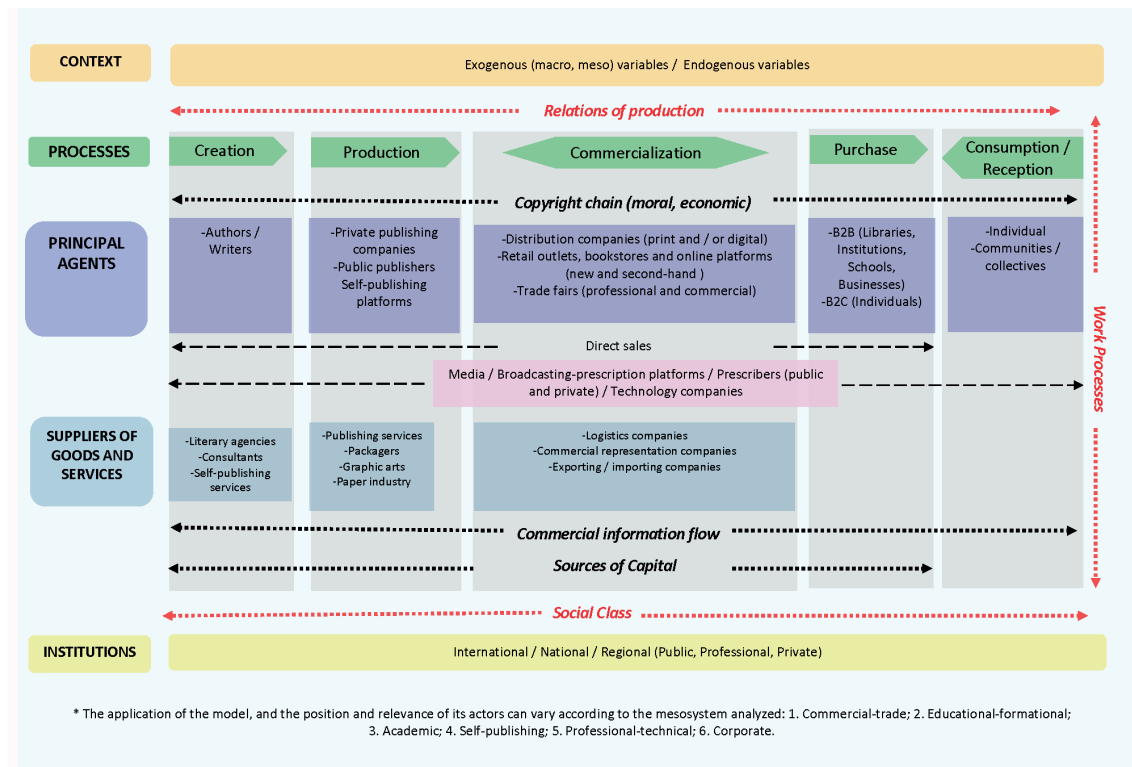 CONTEXT
Exogenous (macro, meso) variables / Endogenous variables
Relations of production
PROCESSES
Creation
Production
Commercialization
Purchase
Consumption /
Reception
Copyright chain (moral, economic)
PRINCIPAL
AGENTS
-Authors /
Writers
-Private publishing
companies
-Public publishers
Self-publishing
platforms
-Distribution companies (print and / or digital)
-Retail outlets, bookstores and online platforms
(new and second-hand )
-Trade fairs (professional and commercial)
-B2B (Libraries,
Institutions,
Schools,
Businesses)
-B2C (Individuals)
-Individual
-Communities /
collectives
Work Processes
Direct sales
Media / Broadcasting-prescription platforms / Prescribers (public
and private) / Technology companies
SUPPLIERS OF
GOODS AND
SERVICES
-Literary agencies
-Consultants
-Self-publishing
services
-Publishing services
-Packagers
-Graphic arts
-Paper industry
-Logistics companies
-Commercial representation companies
-Exporting / importing companies
Commercial information flow
Sources of Capital
Social Class
INSTITUTIONS
International / National / Regional (Public, Professional, Private)
* The application of the model, and the position and relevance of its actors can vary according to the mesosystem analyzed: 1. Commercial-trade; 2. Educational-formational;
3. Academic; 4. Self-publishing; 5. Professional-technical; 6. Corporate.